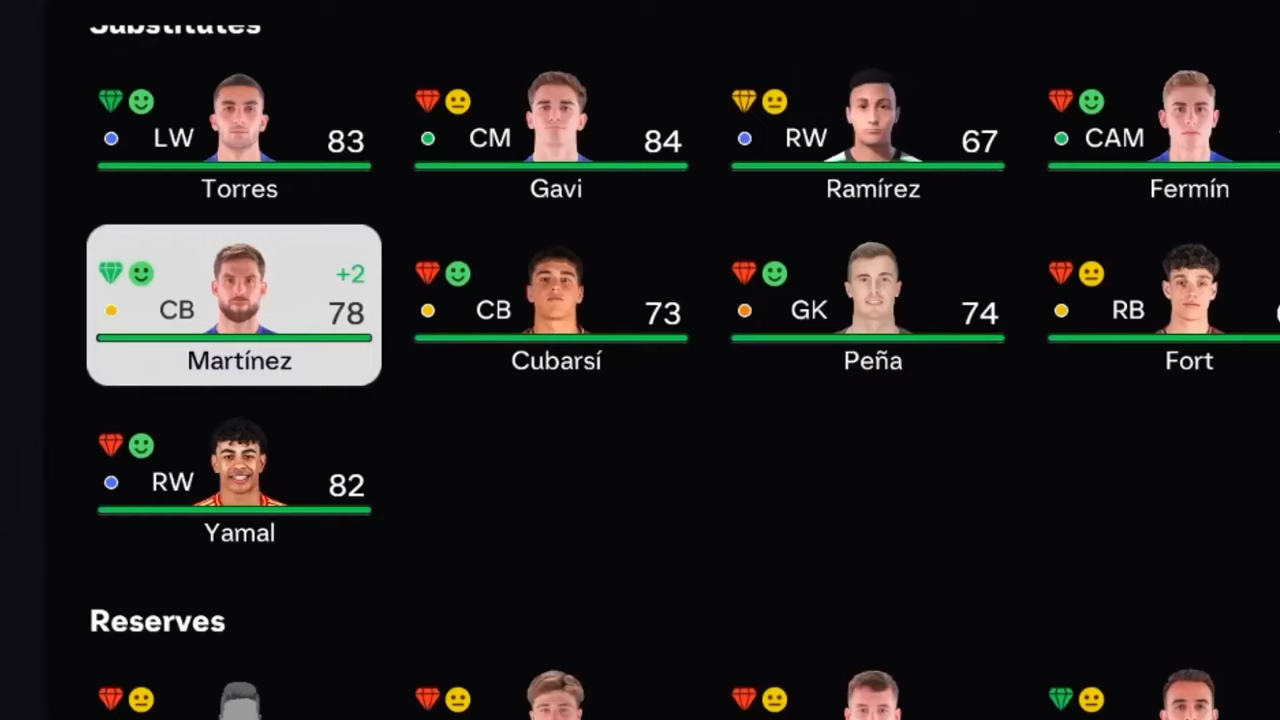 Substitutes
LW 83
Torres
CM 84
Gavi
RW 67
Ramírez
CAM
Fermín
+2
CB 78
Martínez
CB 73
Cubarsí
GK 74
Peña
RB
Fort
RW 82
Yamal
Reserves